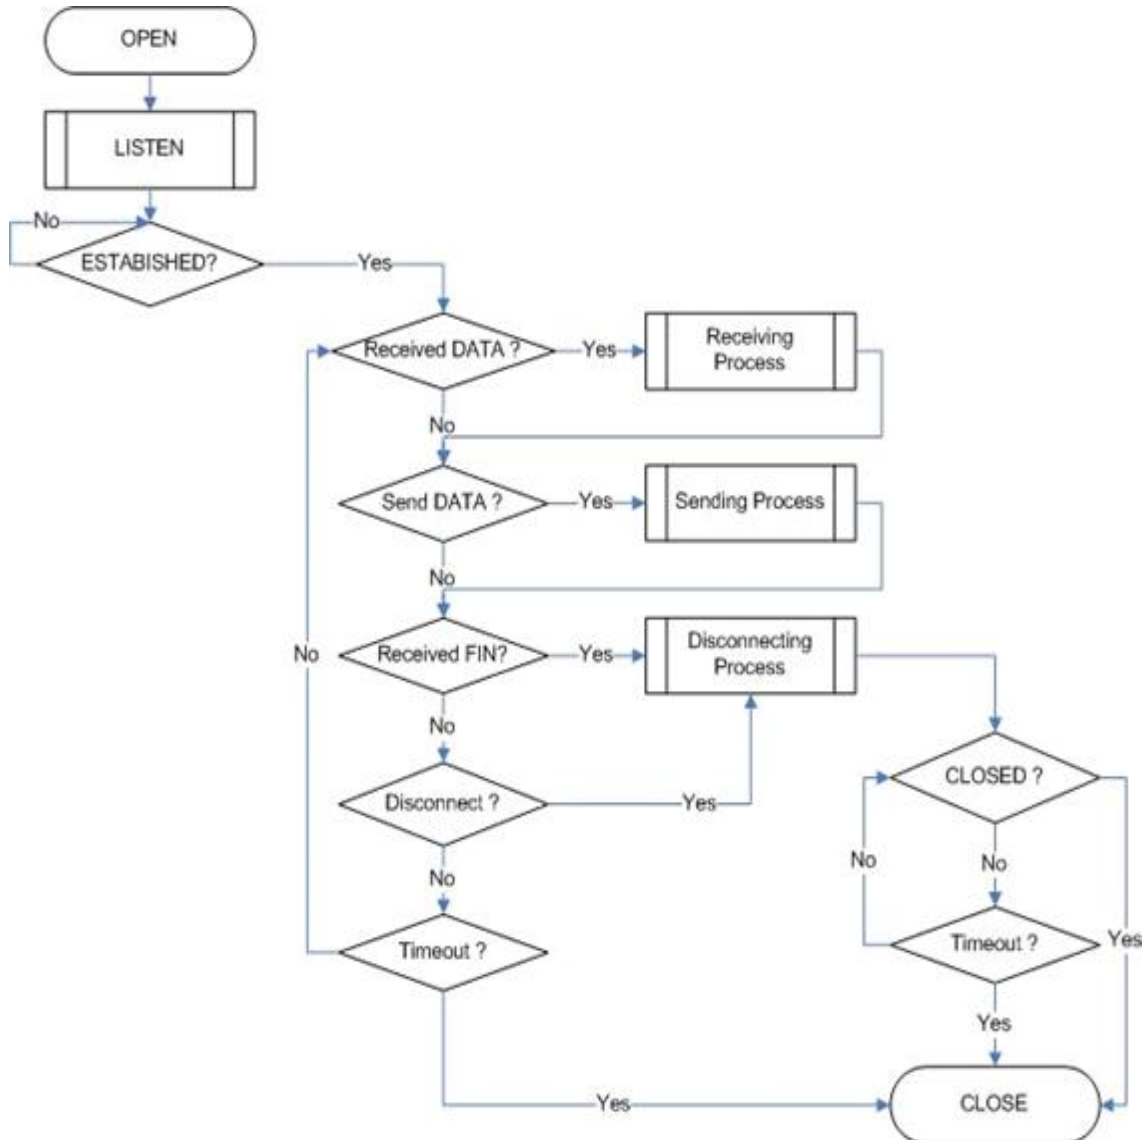 OPEN
LISTEN
No
ESTABISHED?
Yes
Received DATA ?
Yes
Receiving
Process
No
Send DATA ?
Yes
Sending Process
No
Received FIN?
Yes
Disconnecting
Process
No
No
Disconnect ?
Yes
CLOSED ?
No
No
No
Timeout ?
Timeout ?
Yes
Yes
Yes
CLOSE